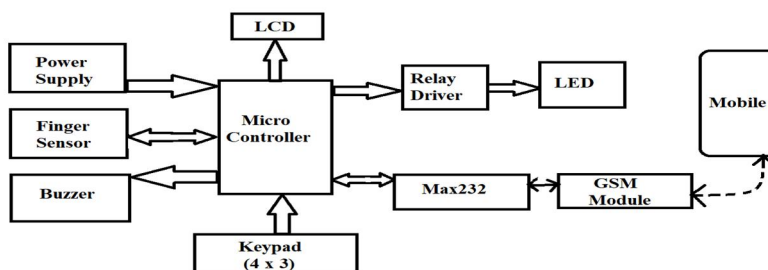 LCD
Power
Supply
Relay
Driver
LED
Mobile
Finger
Sensor
Micro
Controller
Buzzer
Max232
GSM
Module
Keypad
(4 x 3)